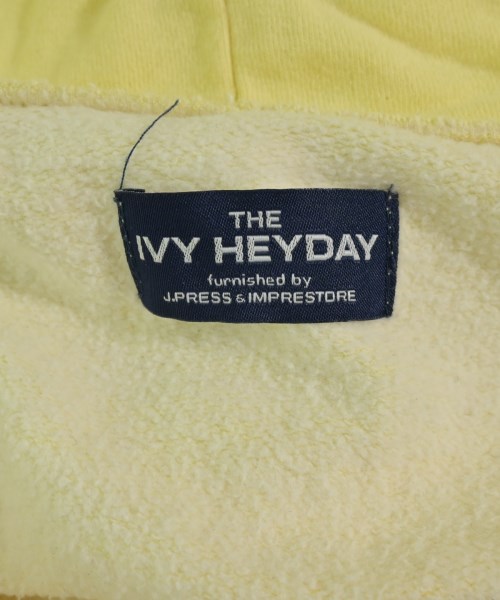 THE
IVY HEYDAY
furnished by
J.PRESS & IMPRESTORE